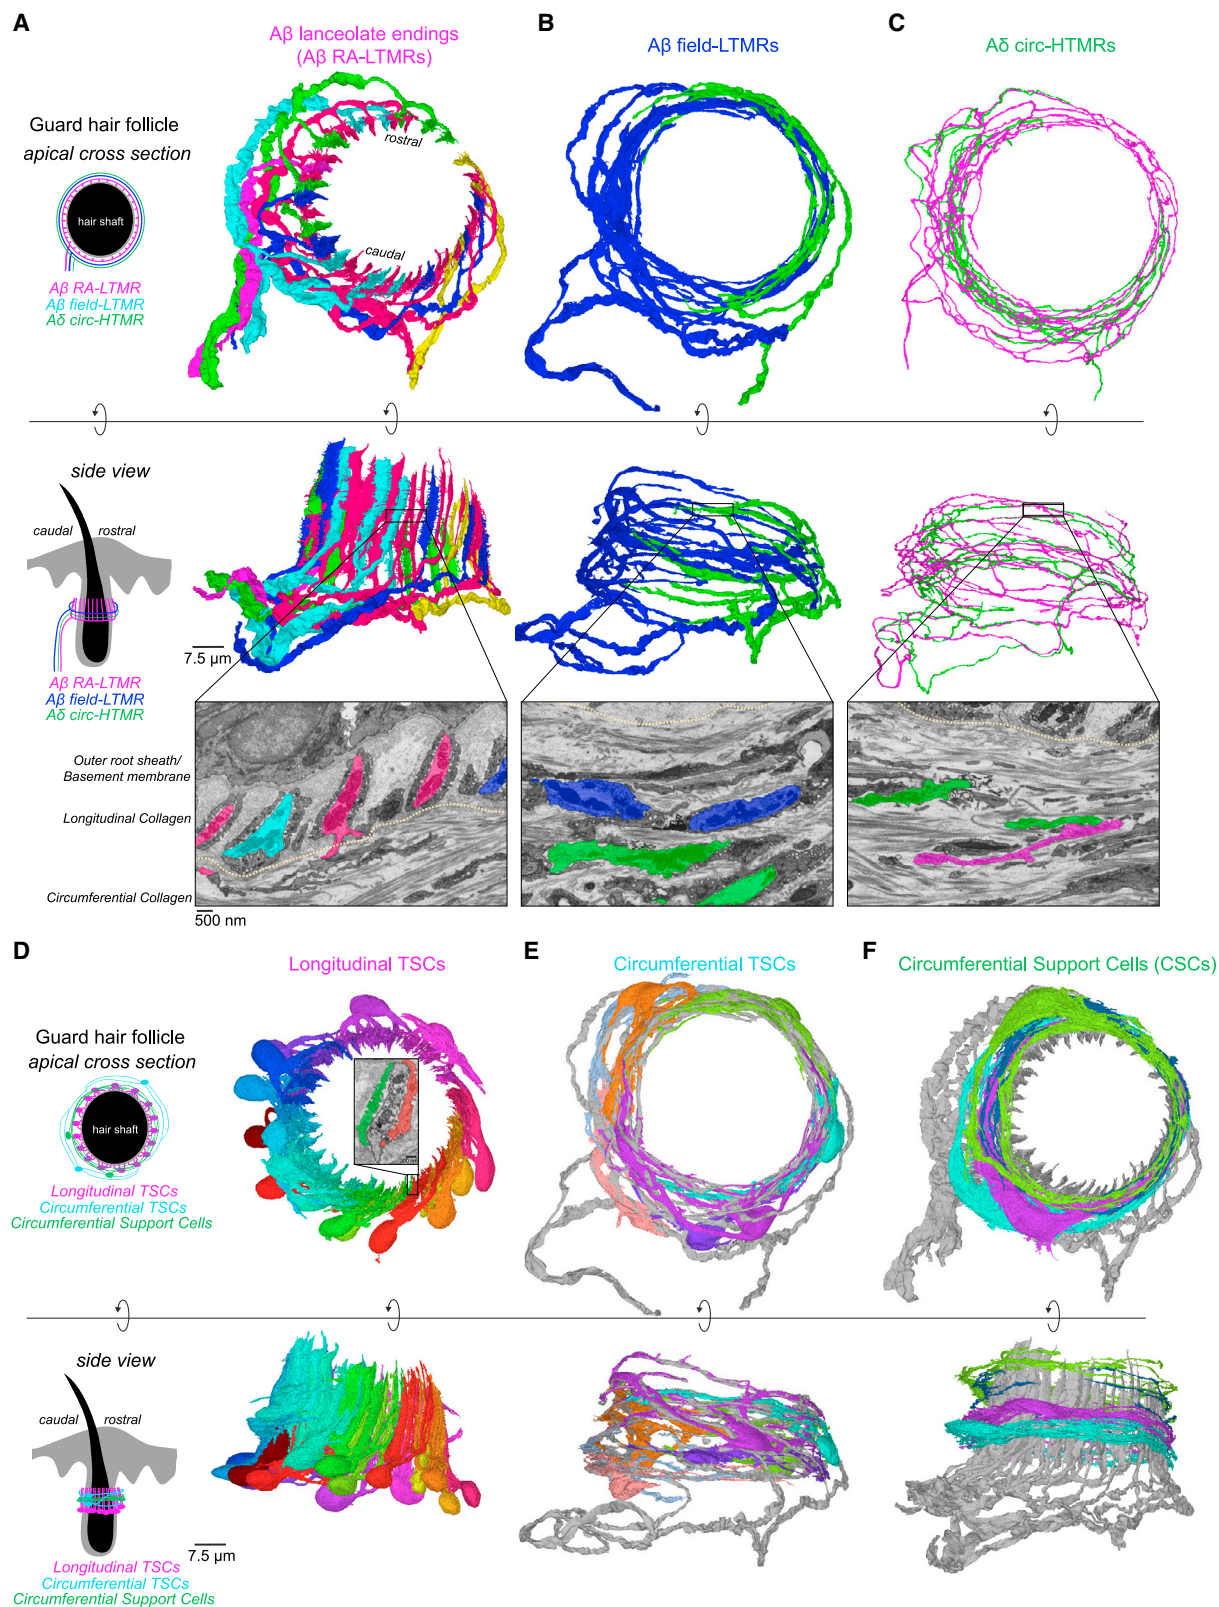 A
Aβ lanceolate endings
(Aβ RA-LTMRs)
B
Aβ field-LTMRs
C
Aδ circ-HTMRs
Guard hair follicle
apical cross section
hair shaft
Aβ RA-LTMR
Aβ field-LTMR
Aδ circ-HTMR
rostral
caudal
side view
caudal
rostral
Aβ RA-LTMR
Aβ field-LTMR
Aδ circ-HTMR
7.5 µm
Outer root sheath/
Basement membrane
Longitudinal Collagen
Circumferential Collagen
500 nm
D
Longitudinal TSCs
E
Circumferential TSCs
F
Circumferential Support Cells (CSCs)
Guard hair follicle
apical cross section
hair shaft
Longitudinal TSCs
Circumferential TSCs
Circumferential Support Cells
side view
caudal
rostral
7.5 µm
Longitudinal TSCs
Circumferential TSCs
Circumferential Support Cells